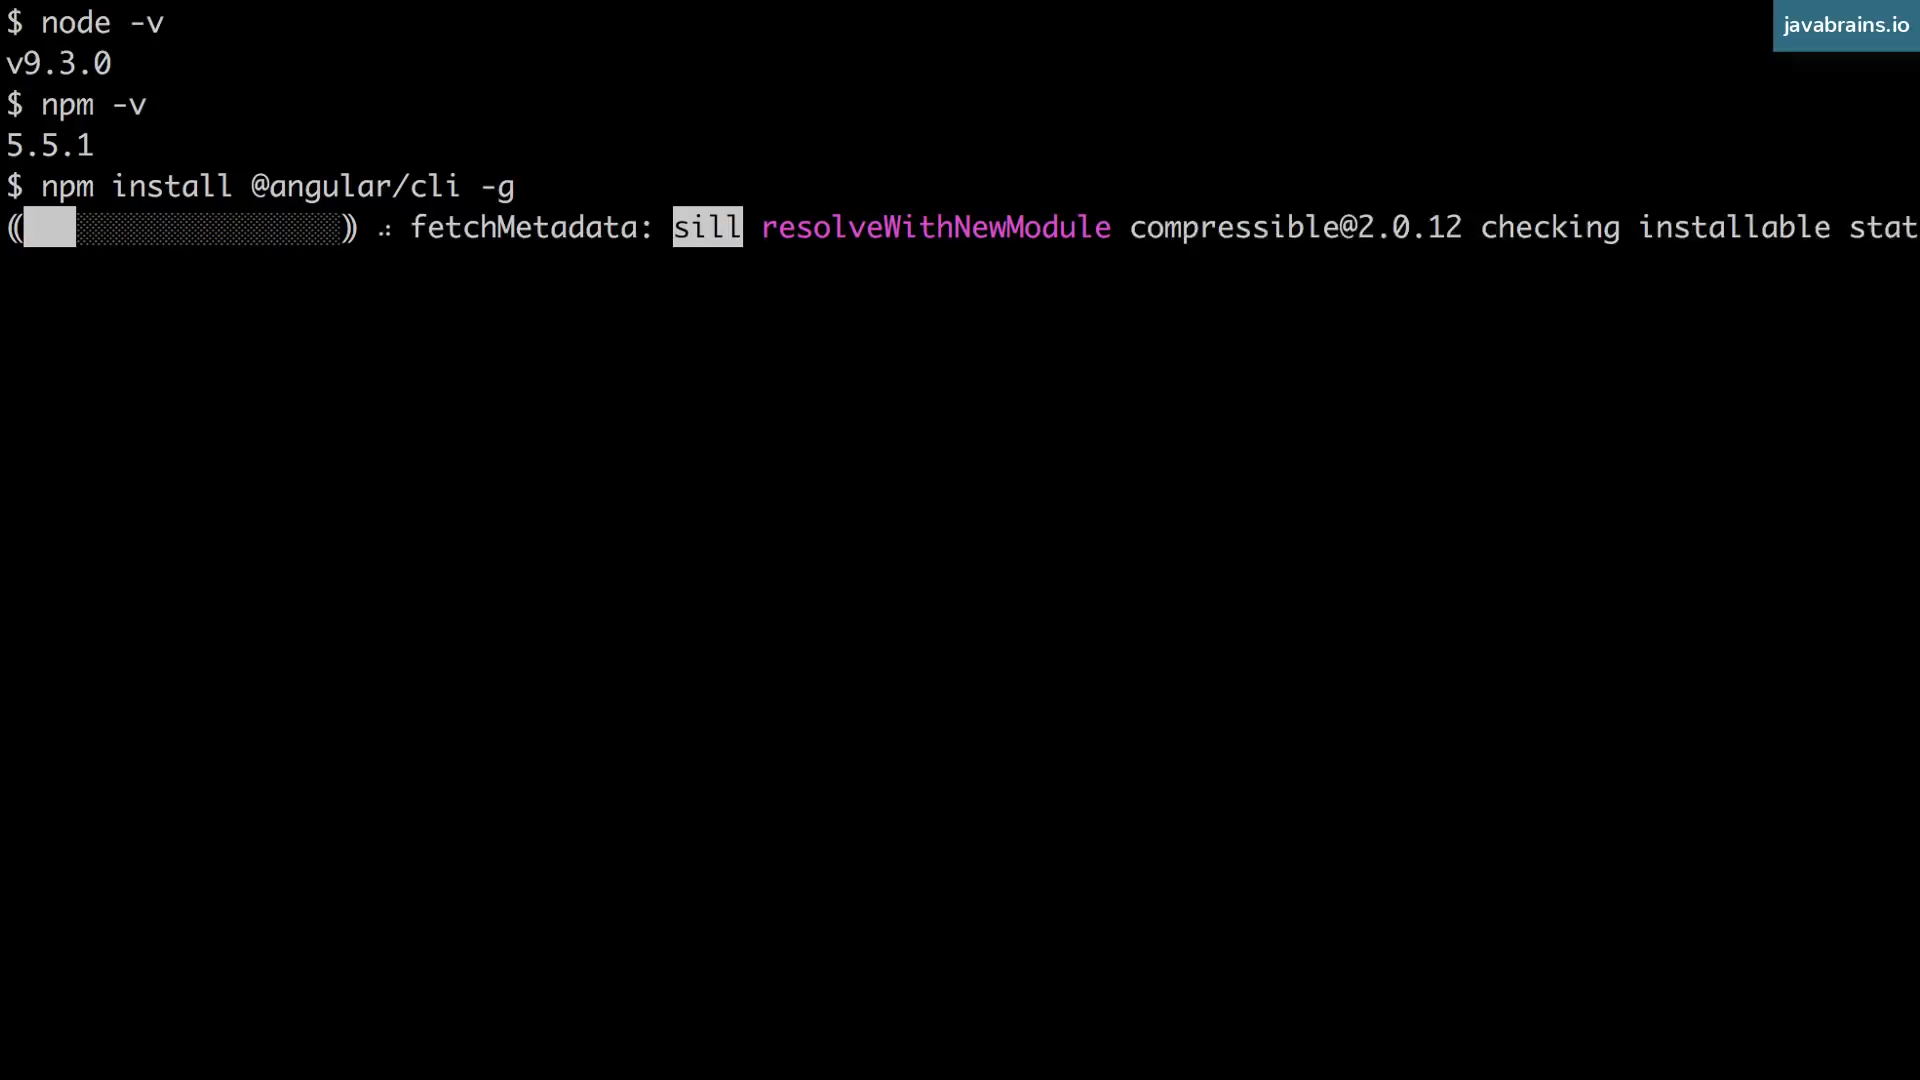 $ node -v
javabrains.io
v9.3.0
$ npm -v
5.5.1
$ npm install @angular/cli -g
(( )) ⠴ fetchMetadata: sill resolveWithNewModule compressible@2.0.12 checking installable stat